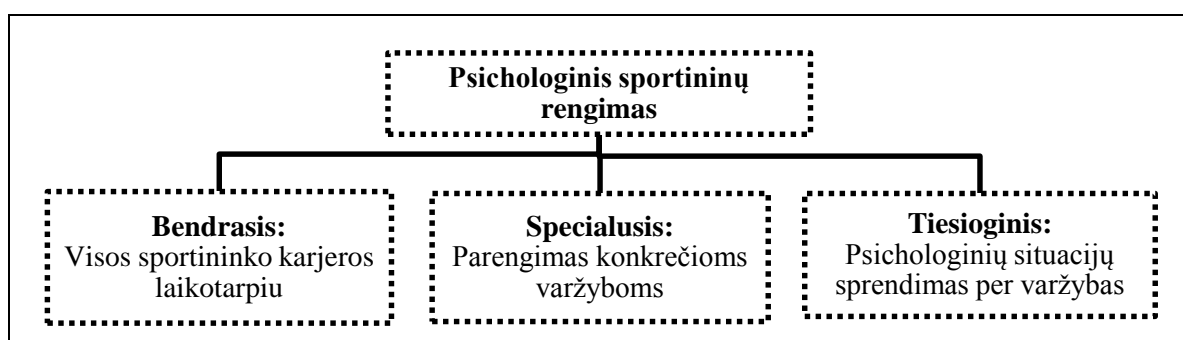 Psichologinis sportininų
rengimas
Bendrasis:
Visos sportininko karjeros
laikotarpiu
Specialusis:
Parengimas konkrečioms
varžyboms
Tiesioginis:
Psichologinių situacijų
sprendimas per varžybas